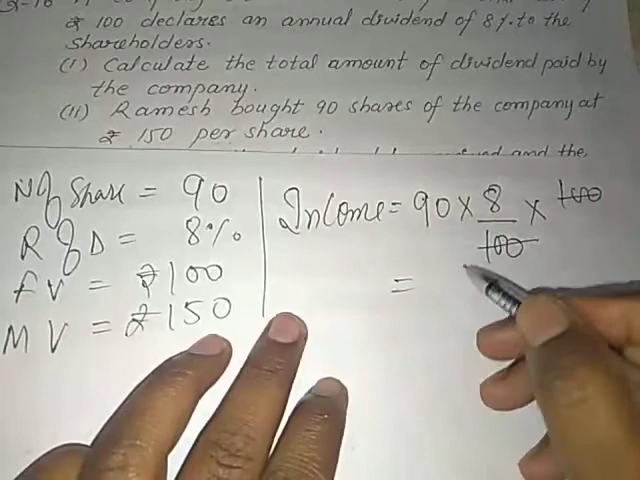 ₹ 100 declares an annual dividend of 8%. to the
shareholders.
(i) Calculate the total amount of dividend paid by
the company.
(ii) Ramesh bought 90 shares of the company at
₹ 150 per share.
and the
No of Share = 90
R of D = 8%
FV = ₹100
MV = ₹150
Income = 90 × 8/100 × 100
=